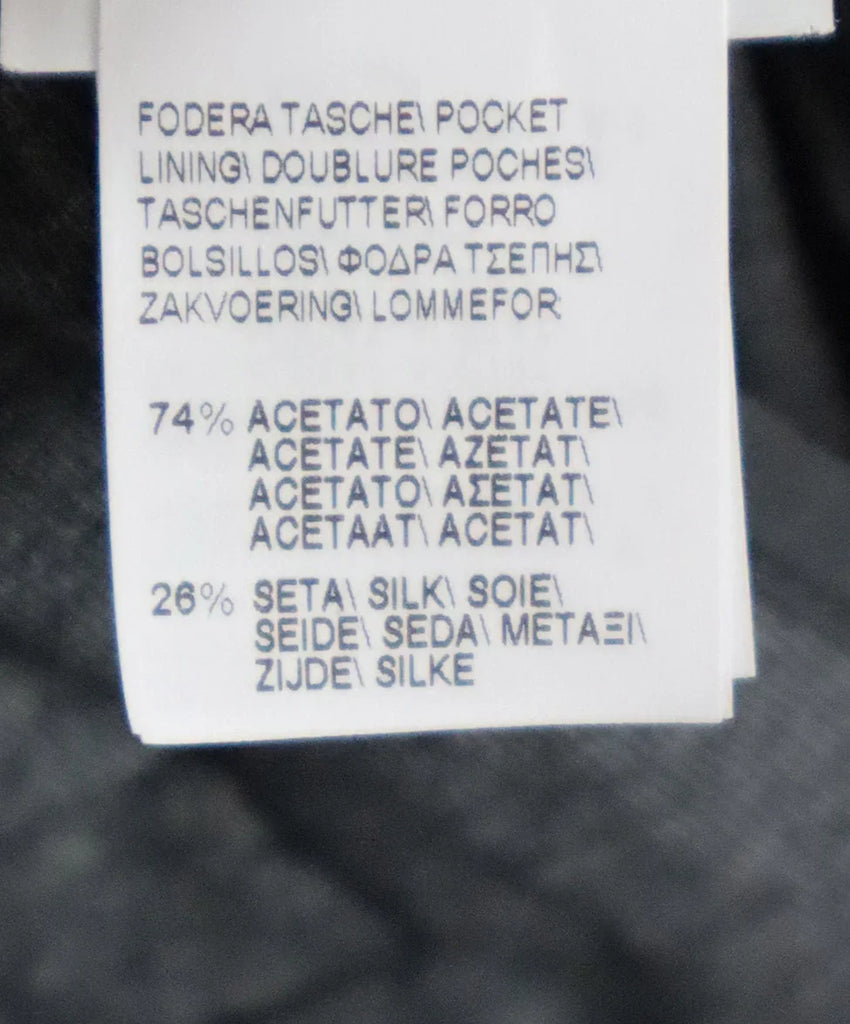 FODERA TASCHE\ POCKET
LINING\ DOUBLURE POCHES\
TASCHENFUTTER\ FORRO
BOLSILLOS\ ΦΟΔΡΑ ΤΣΕΠΗΣ\
ZAKVOERING\ LOMMEFOR
74% ACETATO\ ACETATE\
ACETATE\ AZETAT\
ACETATO\ ΑΣΕΤΑΤ\
ACETAAT\ ACETAT\
26% SETA\ SILK\ SOIE\
SEIDE\ SEDA\ ΜΕΤΑΞΙ\
ZIJDE\ SILKE